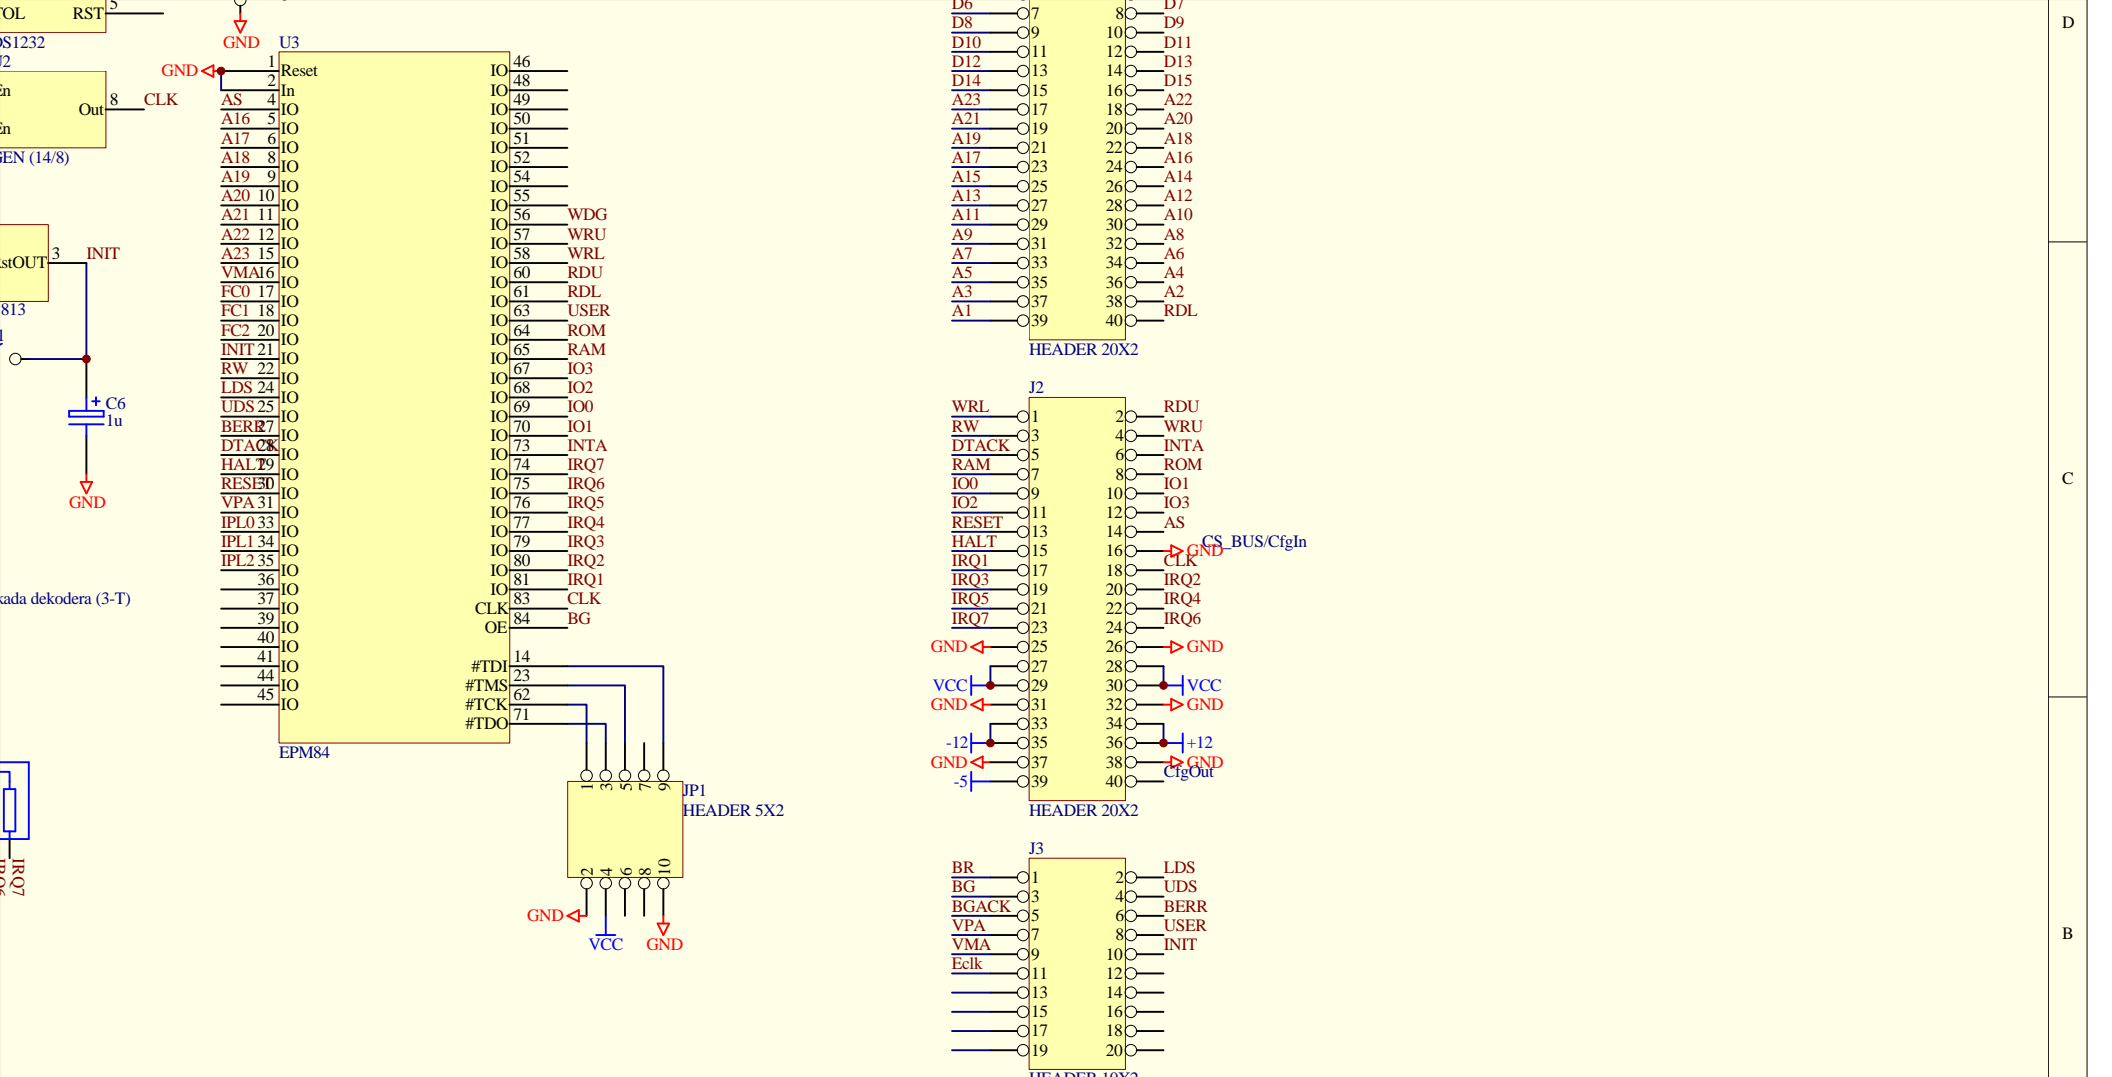 TOL RST 5
DS1232
U2
En
Out 8 CLK
En
GEN (14/8)
RstOUT 3 INIT
813
C6
1u
+
GND
kada dekodera (3-T)
IRQ6
IRQ7
GND
U3
GND
1 Reset IO 46
2 In IO 48
AS 4 IO IO 49
A16 5 IO IO 50
A17 6 IO IO 51
A18 8 IO IO 52
A19 9 IO IO 54
A20 10 IO IO 55
A21 11 IO IO 56 WDG
A22 12 IO IO 57 WRU
A23 15 IO IO 58 WRL
VMA 16 IO IO 60 RDU
FC0 17 IO IO 61 RDL
FC1 18 IO IO 63 USER
FC2 20 IO IO 64 ROM
INIT 21 IO IO 65 RAM
RW 22 IO IO 67 IO3
LDS 24 IO IO 68 IO2
UDS 25 IO IO 69 IO0
BERR 27 IO IO 70 IO1
DTACK 28 IO IO 73 INTA
HALT 29 IO IO 74 IRQ7
RESET 30 IO IO 75 IRQ6
VPA 31 IO IO 76 IRQ5
IPL0 33 IO IO 77 IRQ4
IPL1 34 IO IO 79 IRQ3
IPL2 35 IO IO 80 IRQ2
36 IO IO 81 IRQ1
37 IO CLK 83 CLK
39 IO OE 84 BG
40 IO
41 IO #TDI 14
44 IO #TMS 23
45 IO #TCK 62
#TDO 71
EPM84
1 3 5 7 9
JP1
HEADER 5X2
2 4 6 8 10
GND
VCC
GND
D6 7 8 D7
D8 9 10 D9
D10 11 12 D11
D12 13 14 D13
D14 15 16 D15
A23 17 18 A22
A21 19 20 A20
A19 21 22 A18
A17 23 24 A16
A15 25 26 A14
A13 27 28 A12
A11 29 30 A10
A9 31 32 A8
A7 33 34 A6
A5 35 36 A4
A3 37 38 A2
A1 39 40 RDL
HEADER 20X2
J2
WRL 1 2 RDU
RW 3 4 WRU
DTACK 5 6 INTA
RAM 7 8 ROM
IO0 9 10 IO1
IO2 11 12 IO3
RESET 13 14 AS
HALT 15 16 GND CS_BUS/CfgIn
IRQ1 17 18 CLK
IRQ3 19 20 IRQ2
IRQ5 21 22 IRQ4
IRQ7 23 24 IRQ6
GND 25 26 GND
27 28
VCC 29 30 VCC
GND 31 32 GND
33 34
-12 35 36 +12
GND 37 38 GND
-5 39 40 CfgOut
HEADER 20X2
J3
BR 1 2 LDS
BG 3 4 UDS
BGACK 5 6 BERR
VPA 7 8 USER
VMA 9 10 INIT
Eclk 11 12
13 14
15 16
17 18
19 20
HEADER 10X2
D
C
B